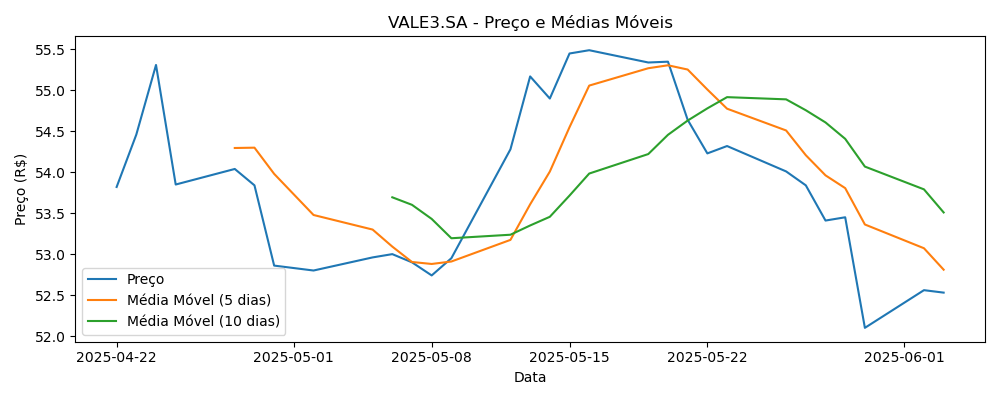 VALE3.SA - Preço e Médias Móveis
Preço (R$)
55.5
55.0
54.5
54.0
53.5
53.0
52.5
52.0
Preço
Média Móvel (5 dias)
Média Móvel (10 dias)
2025-04-22
2025-05-01
2025-05-08
2025-05-15
2025-05-22
2025-06-01
Data